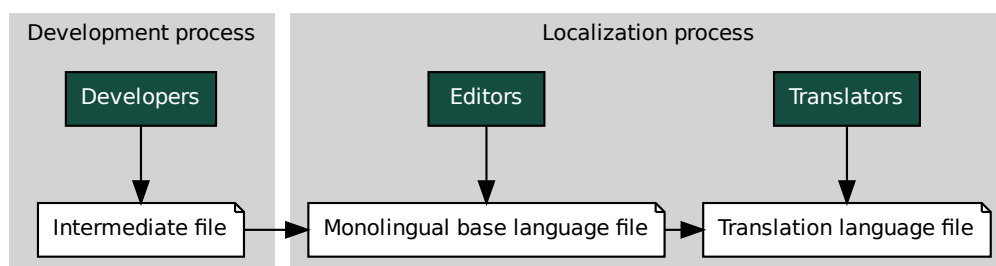 Development process
Localization process
Developers
Editors
Translators
Intermediate file
Monolingual base language file
Translation language file